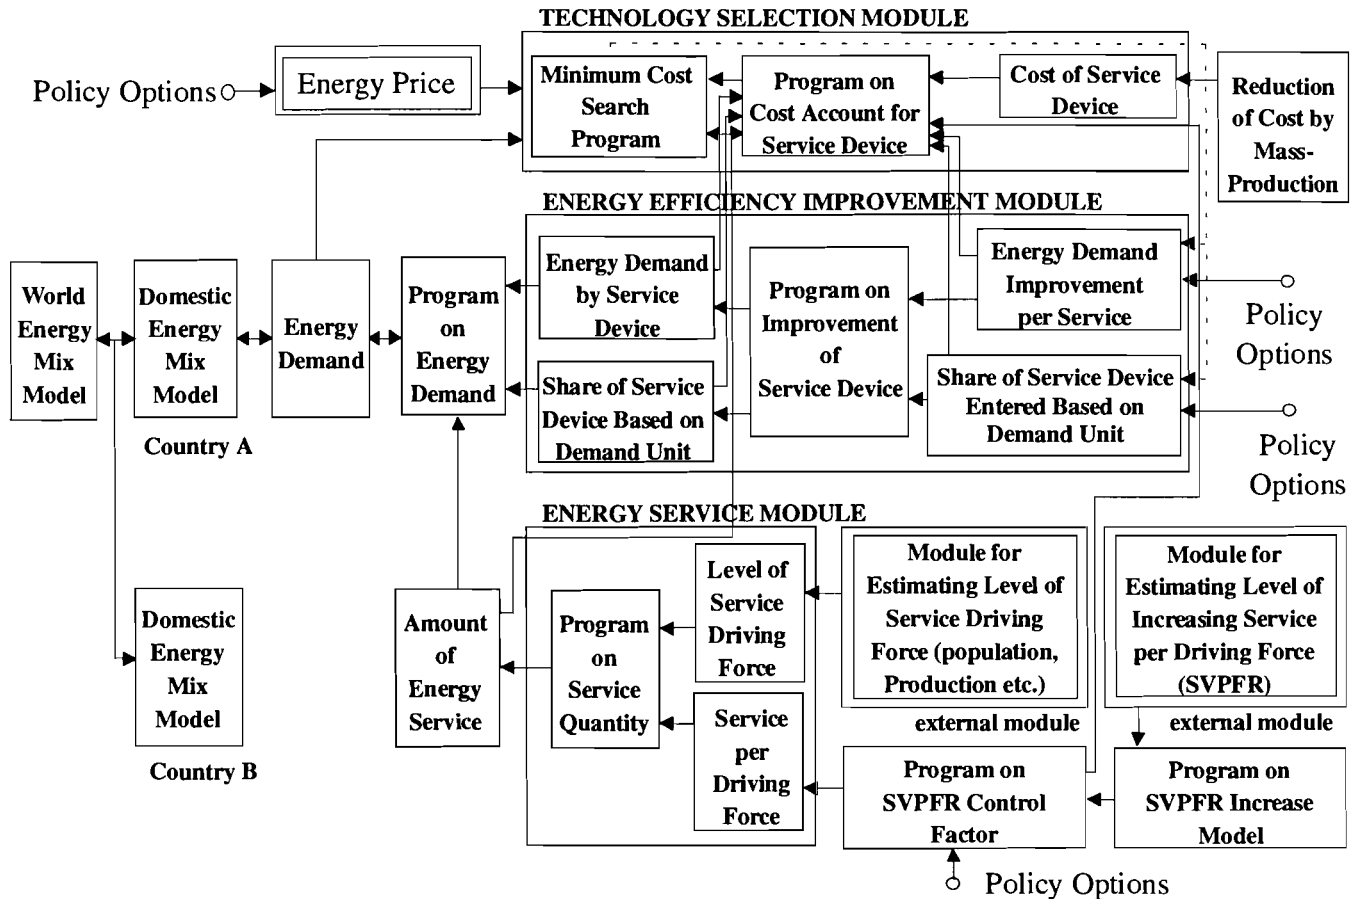 TECHNOLOGY SELECTION MODULE
Policy Options
Energy Price
Minimum Cost
Search
Program
Program on
Cost Account for
Service Device
Cost of Service
Device
Reduction
of Cost by
Mass-
Production
ENERGY EFFICIENCY IMPROVEMENT MODULE
World
Energy
Mix
Model
Domestic
Energy
Mix
Model
Country A
Energy
Demand
Program
on
Energy
Demand
Energy Demand
by Service
Device
Share of Service
Device Based on
Demand Unit
Program on
Improvement
of
Service Device
Energy Demand
Improvement
per Service
Share of Service Device
Entered Based on
Demand Unit
Policy
Options
Policy
Options
ENERGY SERVICE MODULE
Domestic
Energy
Mix
Model
Country B
Amount
of
Energy
Service
Program
on
Service
Quantity
Level of
Service
Driving
Force
Service
per
Driving
Force
Module for
Estimating Level of
Service Driving
Force (population,
Production etc.)
external module
Module for
Estimating Level of
Increasing Service
per Driving Force
(SVPFR)
external module
Program on
SVPFR Control
Factor
Program on
SVPFR Increase
Model
Policy Options